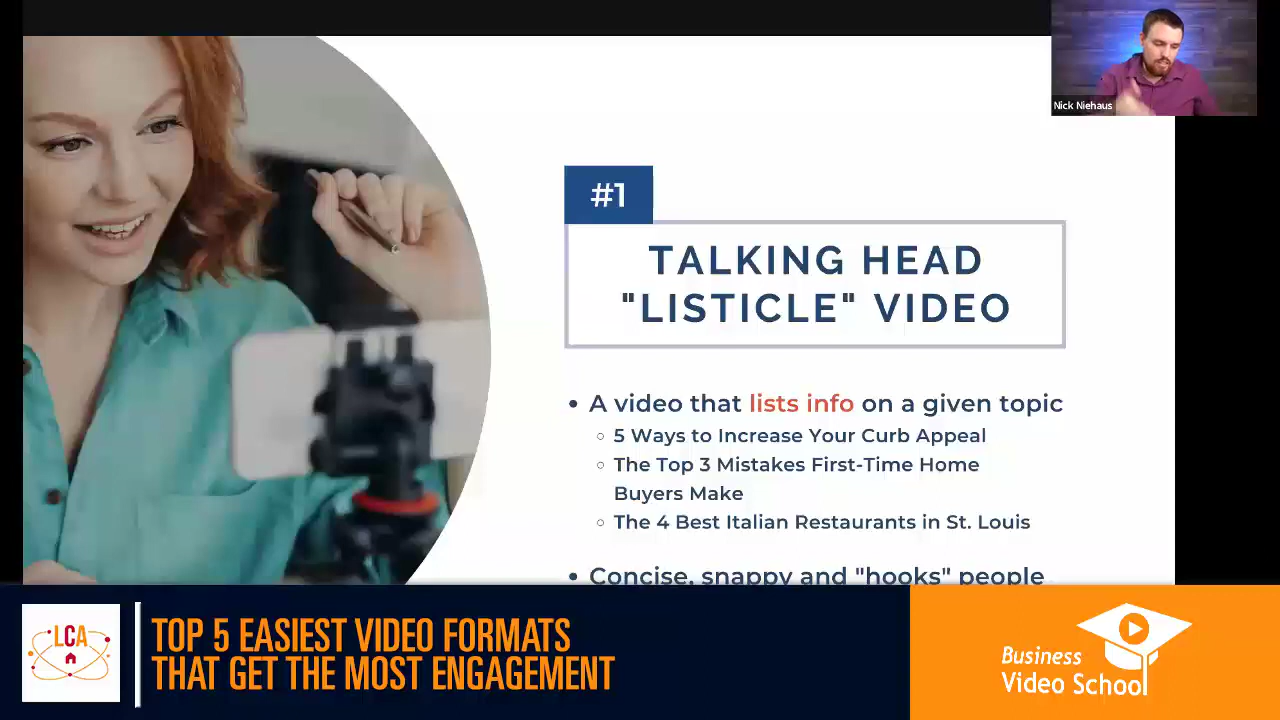 Nick Niehaus
#1
TALKING HEAD
"LISTICLE" VIDEO
• A video that lists info on a given topic
○ 5 Ways to Increase Your Curb Appeal
○ The Top 3 Mistakes First-Time Home
Buyers Make
○ The 4 Best Italian Restaurants in St. Louis
• Concise, snappy and "hooks" people
LCA
TOP 5 EASIEST VIDEO FORMATS
THAT GET THE MOST ENGAGEMENT
Business
Video School